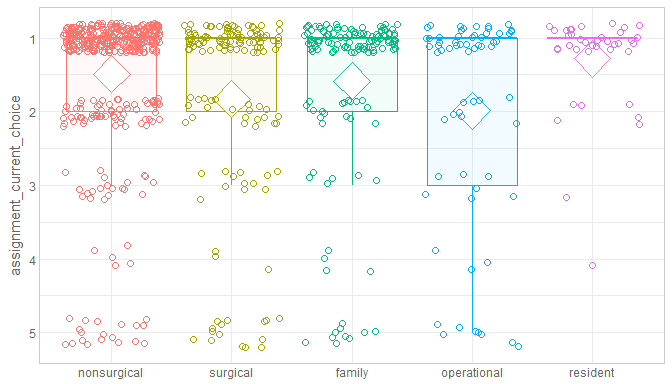 assignment_current_choice
1
2
3
4
5
nonsurgical surgical family operational resident